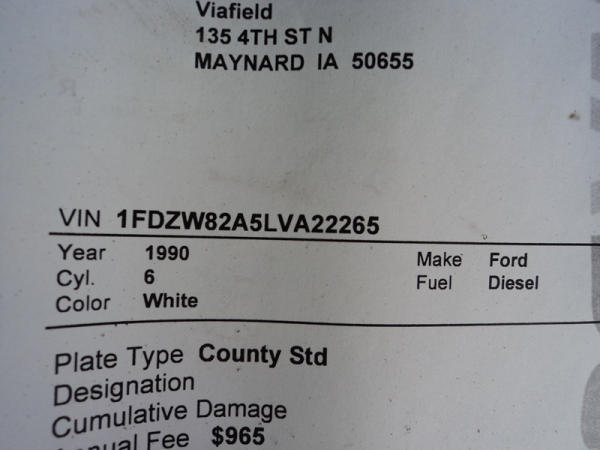 Viafield
135 4TH ST N
MAYNARD IA 50655
VIN 1FDZW82A5LVA22265
Year 1990 Make Ford
Cyl. 6 Fuel Diesel
Color White
Plate Type County Std
Designation
Cumulative Damage
Annual Fee $965